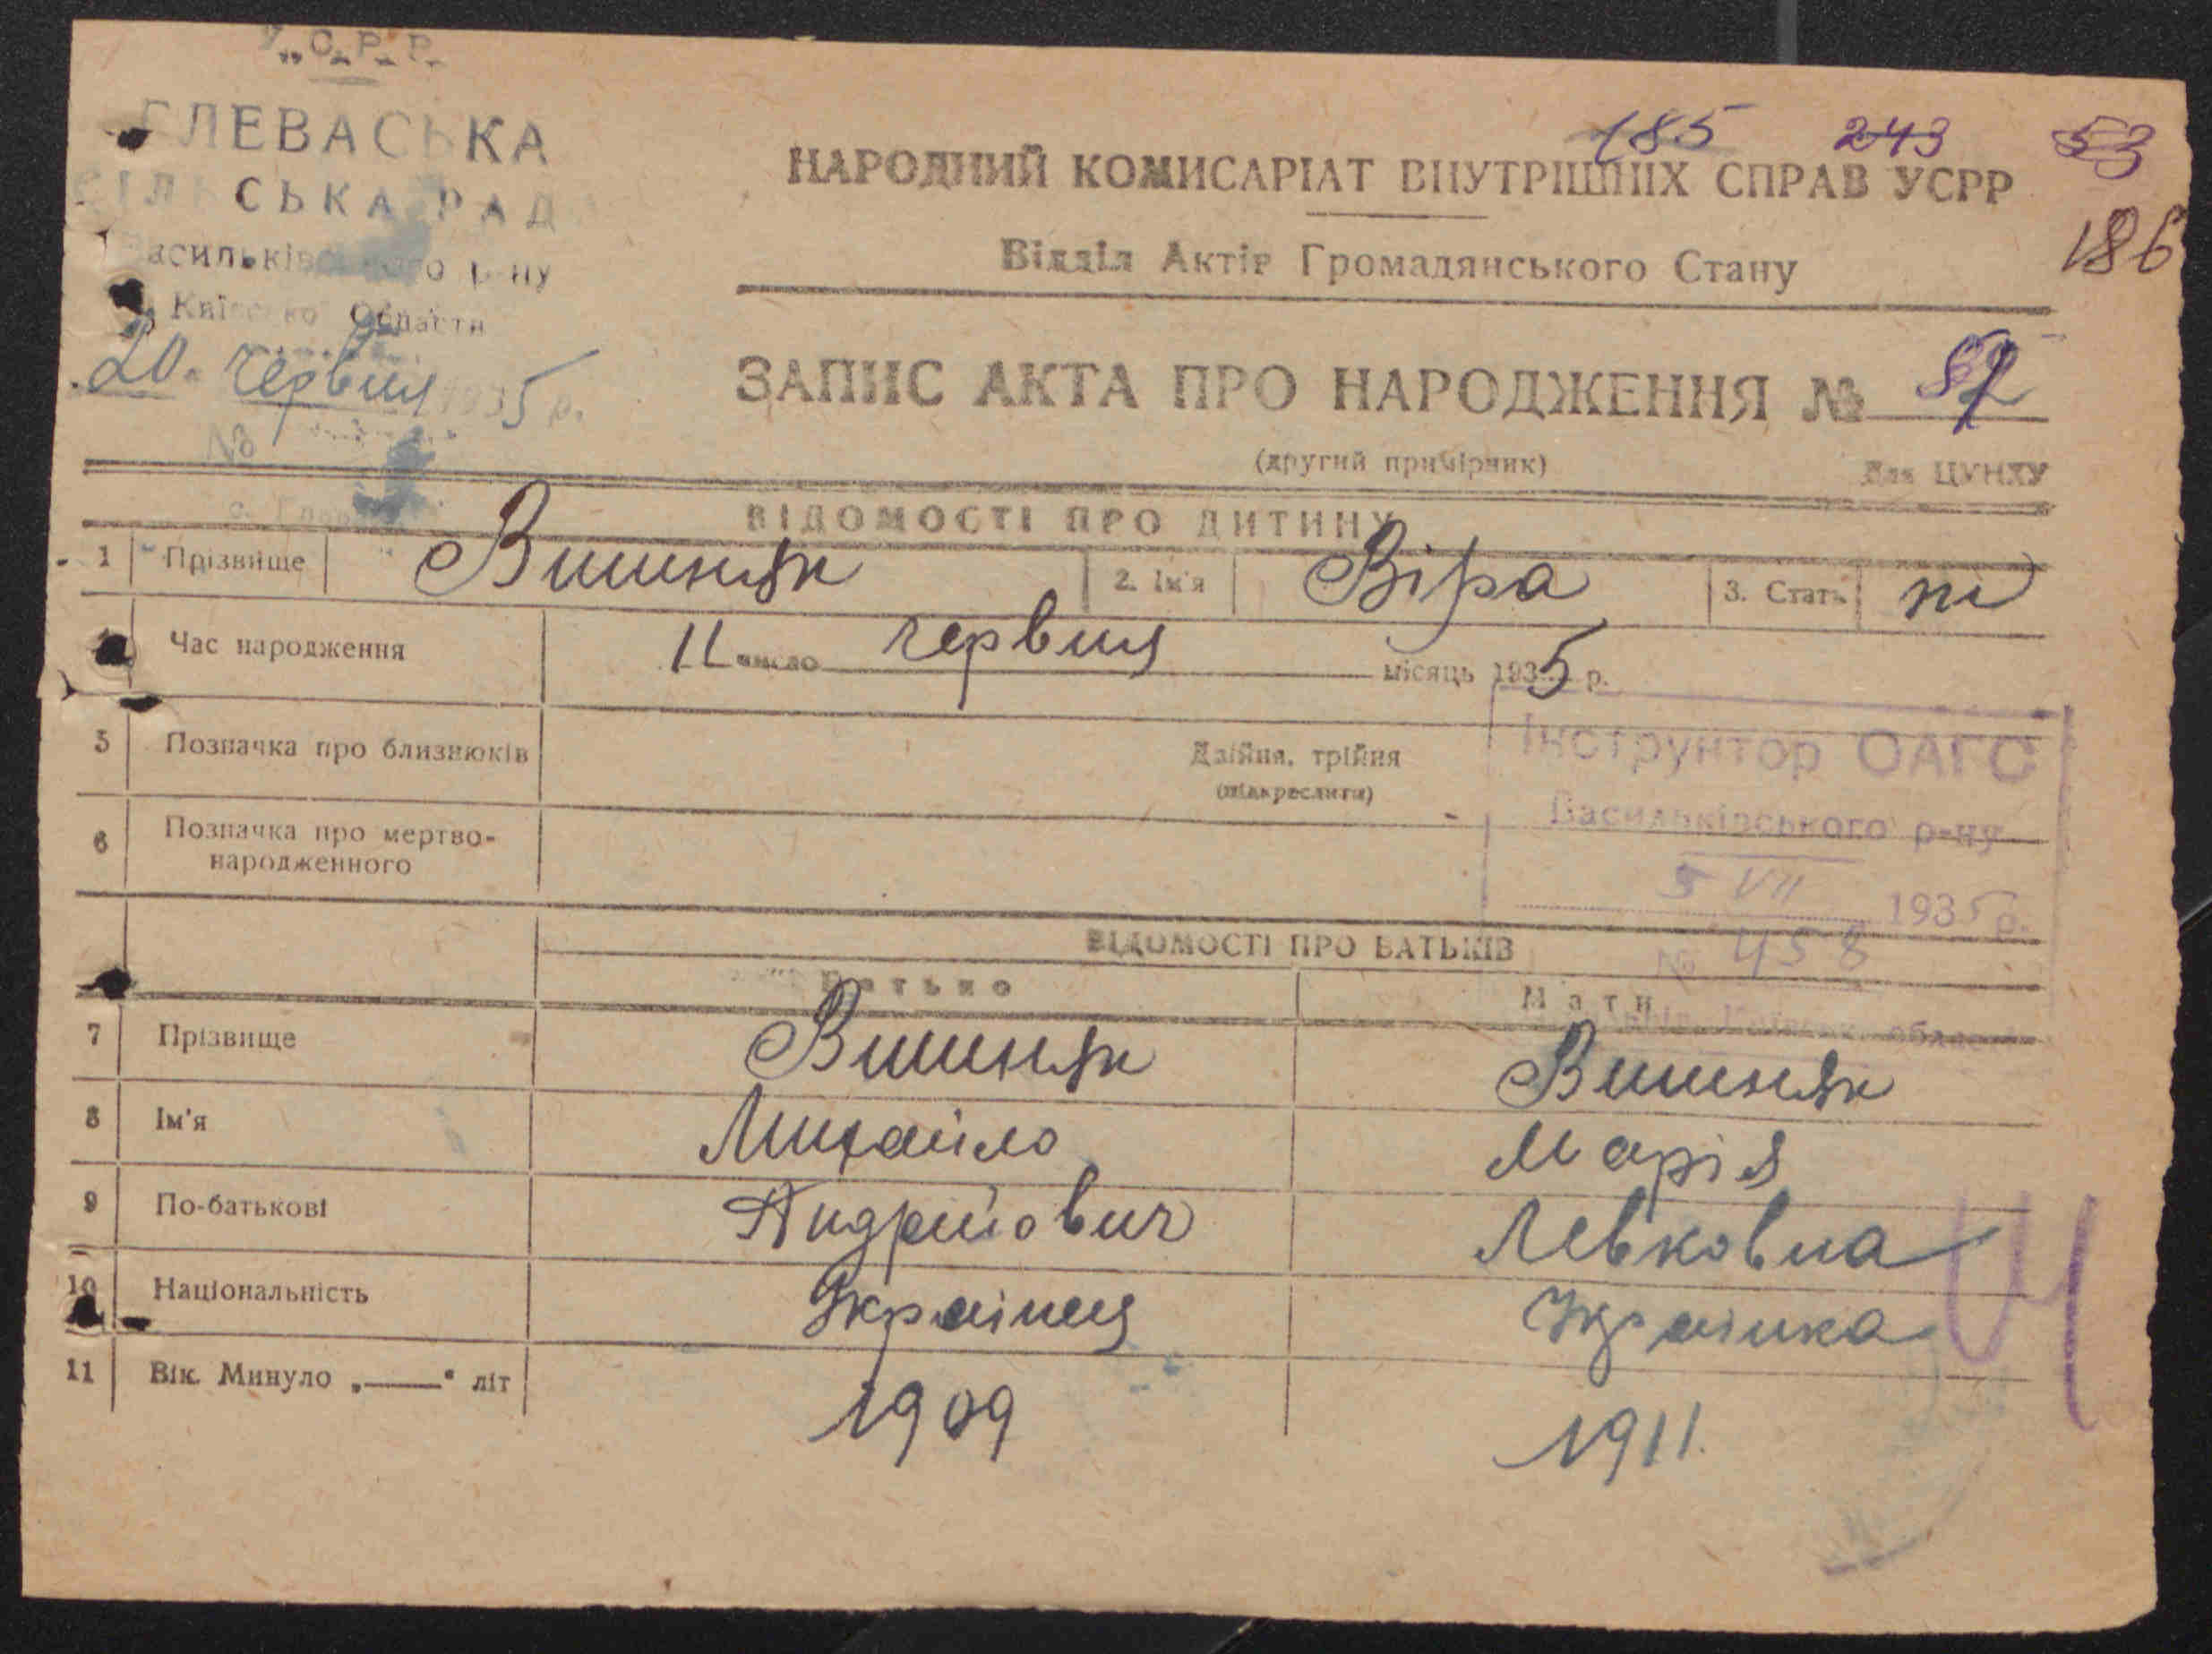 У.С.Р.Р.
ГЛЕВАСЬКА
СІЛЬСЬКА РАДА
Васильківського р-ну
Київської Области
20. червня 1935 р.
№
185 243 53
186
НАРОДНИЙ КОМИСАРІАТ ВНУТРІШНІХ СПРАВ УСРР
Відділ Актів Громадянського Стану
ЗАПИС АКТА ПРО НАРОДЖЕННЯ №
(другий примірник) Для ЦУНХУ
ВІДОМОСТІ ПРО ДИТИНУ
1 Прізвище Вишняк 2. Ім'я Віра 3. Стать
Час народження 11 число червня місяць 1935 р.
5 Позначка про близнюків Двійня, трійня
(підкреслити)
6 Позначка про мертво-
народженного
Інструктор ОАГС
Васильківського р-ну
5 VII 1935 р.
№ 458
ВІДОМОСТІ ПРО БАТЬКІВ
Батько Мати
7 Прізвище Вишняк Вишняк
8 Ім'я Михайло Марія
9 По-батькові Андрійович Левковна
10 Національність Українец Українка
11 Вік. Минуло „——“ літ 1909 1911.